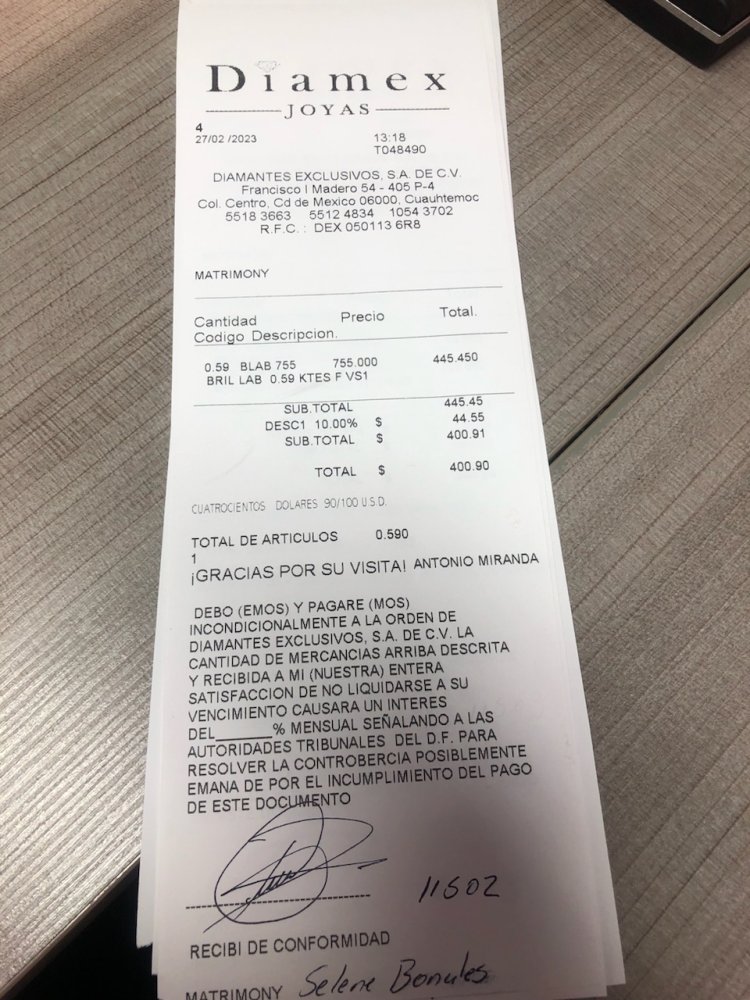 Diamex
JOYAS
4
27/02 /2023 13:18
T048490
DIAMANTES EXCLUSIVOS, S.A. DE C.V.
Francisco I Madero 54 - 405 P-4
Col. Centro, Cd de Mexico 06000, Cuauhtemoc
5518 3663 5512 4834 1054 3702
R.F.C. : DEX 050113 6R8
MATRIMONY
Cantidad Precio Total.
Codigo Descripcion.
0.59 BLAB 755 755.000 445.450
BRIL LAB 0.59 KTES F VS1
SUB.TOTAL 445.45
DESC1 10.00% $ 44.55
SUB.TOTAL $ 400.91
TOTAL $ 400.90
CUATROCIENTOS DOLARES 90/100 U.S.D.
TOTAL DE ARTICULOS 0.590
1
¡GRACIAS POR SU VISITA! ANTONIO MIRANDA
DEBO (EMOS) Y PAGARE (MOS)
INCONDICIONALMENTE A LA ORDEN DE
DIAMANTES EXCLUSIVOS, S.A. DE C.V. LA
CANTIDAD DE MERCANCIAS ARRIBA DESCRITA
Y RECIBIDA A MI (NUESTRA) ENTERA
SATISFACCION DE NO LIQUIDARSE A SU
VENCIMIENTO CAUSARA UN INTERES
DEL______% MENSUAL SEÑALANDO A LAS
AUTORIDADES TRIBUNALES DEL D.F. PARA
RESOLVER LA CONTROBERCIA POSIBLEMENTE
EMANA DE POR EL INCUMPLIMIENTO DEL PAGO
DE ESTE DOCUMENTO
11502
RECIBI DE CONFORMIDAD
MATRIMONY Selene